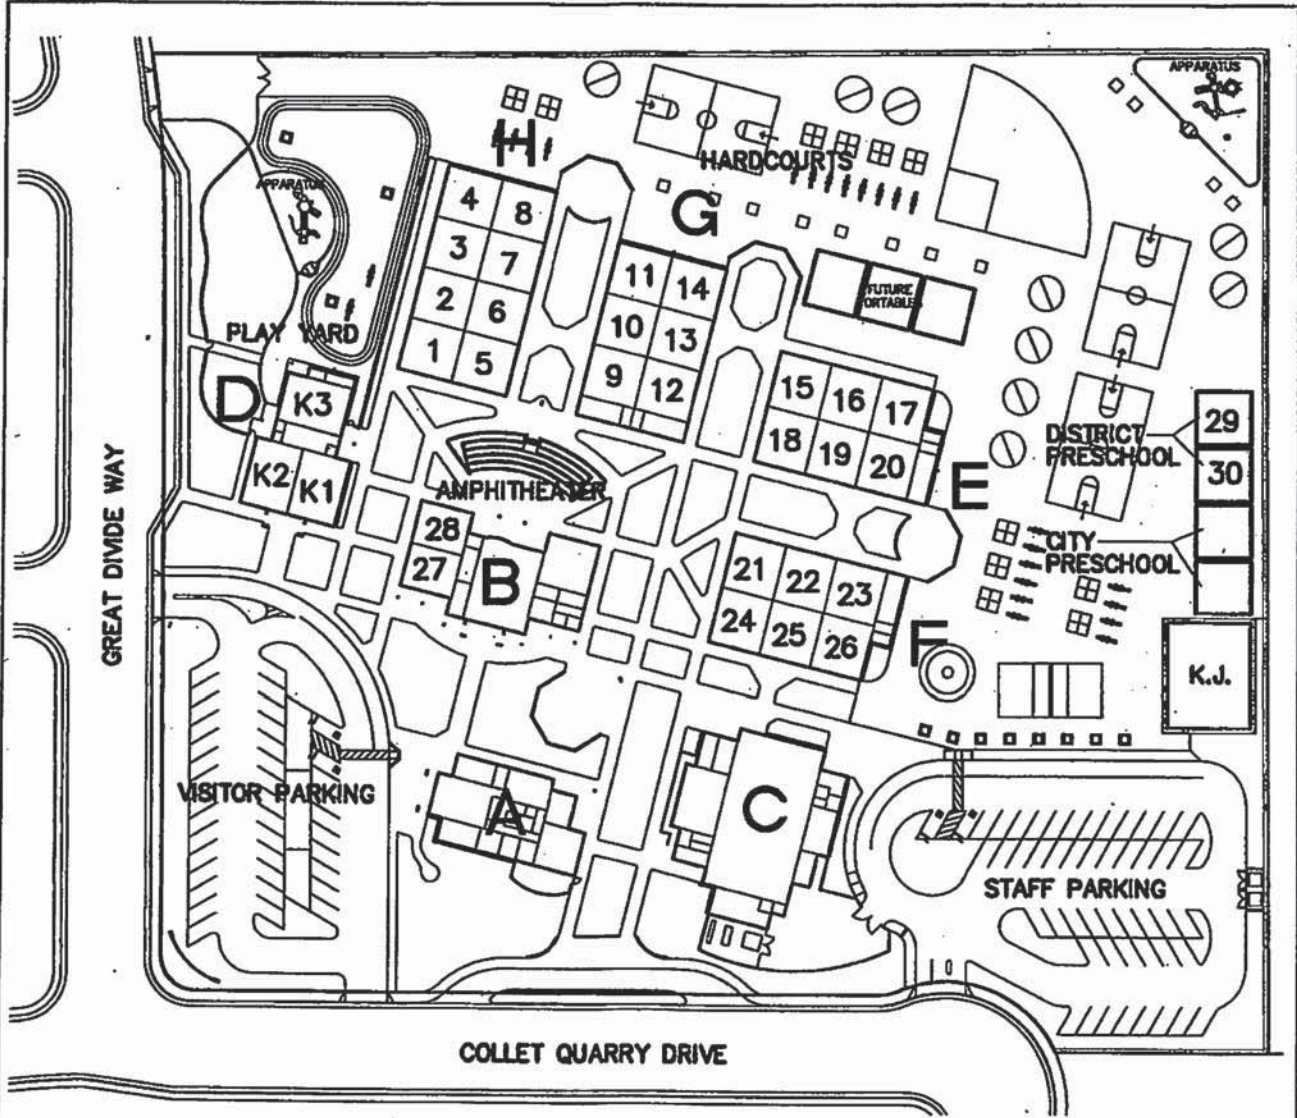 APPARATUS
H
HARDCOURTS
APPARATUS
G
4 8
3 7
2 6
1 5
11 14
10 13
9 12
FUTURE
PORTABLES
PLAY YARD
D
K3
K2 K1
15 16 17
18 19 20
E
DISTRICT
PRESCHOOL
29
30
CITY
PRESCHOOL
AMPHITHEATER
28
27
B
21 22 23
24 25 26
F
K.J.
GREAT DIVIDE WAY
VISITOR PARKING
A
C
STAFF PARKING
COLLET QUARRY DRIVE